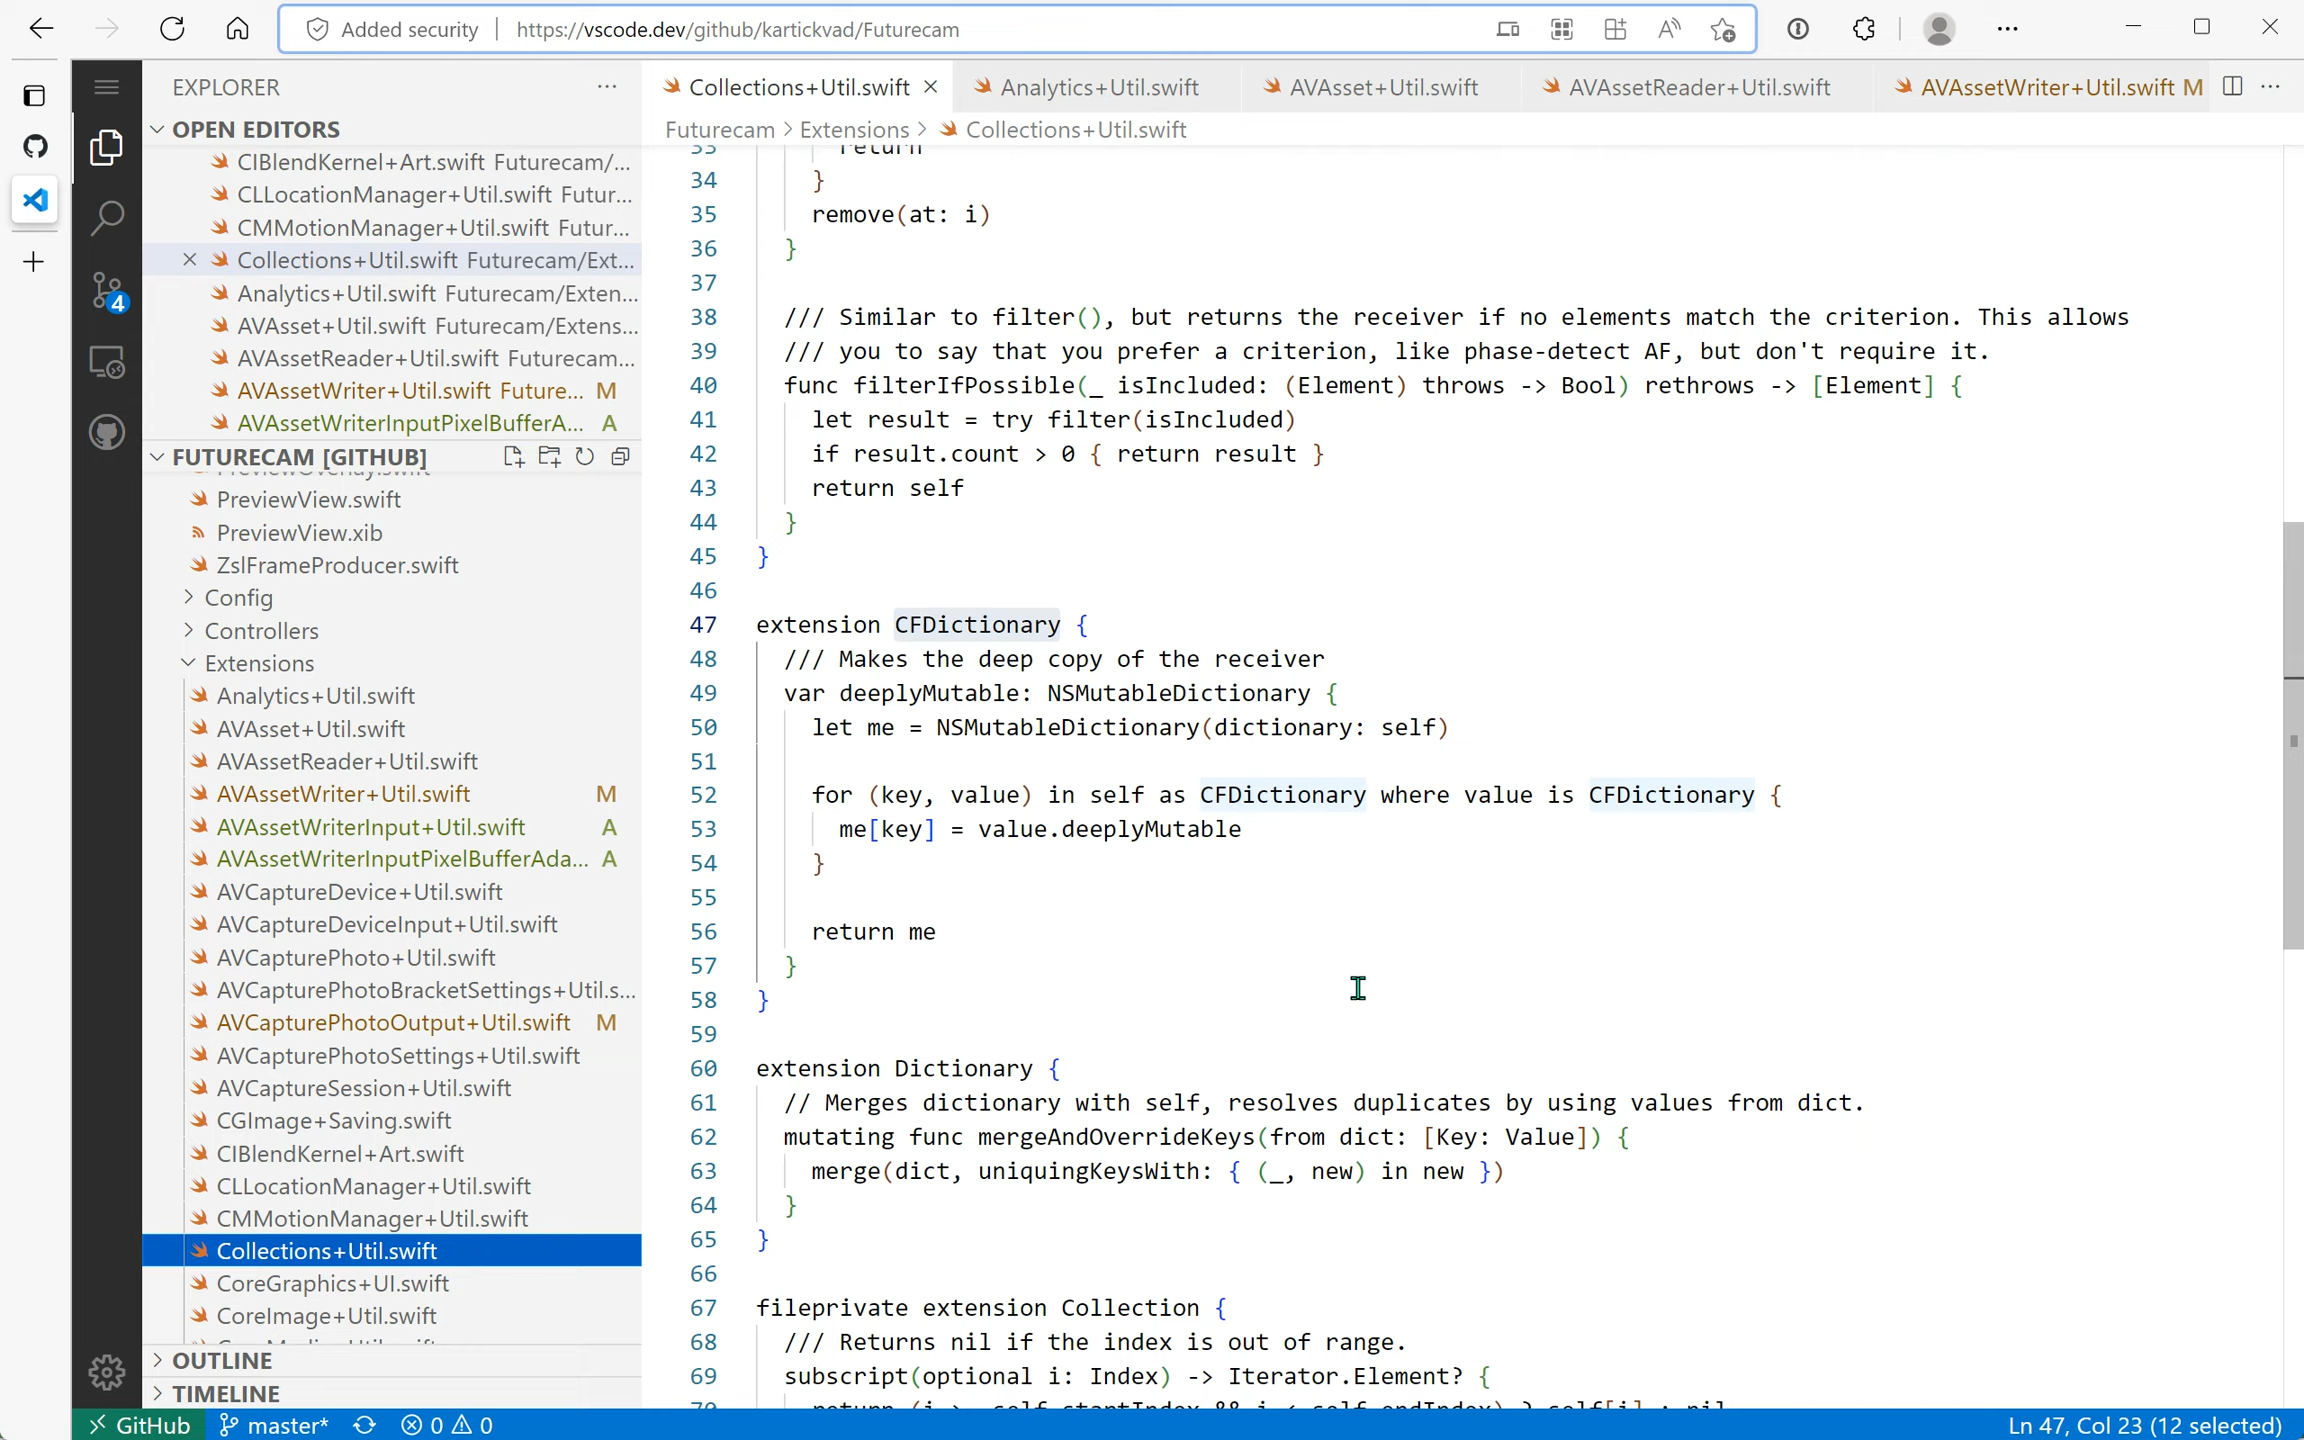 Added security
https://vscode.dev/github/kartickvad/Futurecam
EXPLORER
OPEN EDITORS
CIBlendKernel+Art.swift Futurecam/...
CLLocationManager+Util.swift Futur...
CMMotionManager+Util.swift Futur...
Collections+Util.swift Futurecam/Ext...
Analytics+Util.swift Futurecam/Exten...
AVAsset+Util.swift Futurecam/Extens...
AVAssetReader+Util.swift Futurecam...
AVAssetWriter+Util.swift Future... M
AVAssetWriterInputPixelBufferA... A
FUTURECAM [GITHUB]
PreviewOverlay.swift
PreviewView.swift
PreviewView.xib
ZslFrameProducer.swift
Config
Controllers
Extensions
Analytics+Util.swift
AVAsset+Util.swift
AVAssetReader+Util.swift
AVAssetWriter+Util.swift M
AVAssetWriterInput+Util.swift A
AVAssetWriterInputPixelBufferAda... A
AVCaptureDevice+Util.swift
AVCaptureDeviceInput+Util.swift
AVCapturePhoto+Util.swift
AVCapturePhotoBracketSettings+Util.s...
AVCapturePhotoOutput+Util.swift M
AVCapturePhotoSettings+Util.swift
AVCaptureSession+Util.swift
CGImage+Saving.swift
CIBlendKernel+Art.swift
CLLocationManager+Util.swift
CMMotionManager+Util.swift
Collections+Util.swift
CoreGraphics+UI.swift
CoreImage+Util.swift
OUTLINE
TIMELINE
4
Collections+Util.swift
Analytics+Util.swift
AVAsset+Util.swift
AVAssetReader+Util.swift
AVAssetWriter+Util.swift M
Futurecam > Extensions > Collections+Util.swift
33 return
34 }
35 remove(at: i)
36 }
37
38 /// Similar to filter(), but returns the receiver if no elements match the criterion. This allows
39 /// you to say that you prefer a criterion, like phase-detect AF, but don't require it.
40 func filterIfPossible(_ isIncluded: (Element) throws -> Bool) rethrows -> [Element] {
41 let result = try filter(isIncluded)
42 if result.count > 0 { return result }
43 return self
44 }
45 }
46
47 extension CFDictionary {
48 /// Makes the deep copy of the receiver
49 var deeplyMutable: NSMutableDictionary {
50 let me = NSMutableDictionary(dictionary: self)
51
52 for (key, value) in self as CFDictionary where value is CFDictionary {
53 me[key] = value.deeplyMutable
54 }
55
56 return me
57 }
58 }
59
60 extension Dictionary {
61 // Merges dictionary with self, resolves duplicates by using values from dict.
62 mutating func mergeAndOverrideKeys(from dict: [Key: Value]) {
63 merge(dict, uniquingKeysWith: { (_, new) in new })
64 }
65 }
66
67 fileprivate extension Collection {
68 /// Returns nil if the index is out of range.
69 subscript(optional i: Index) -> Iterator.Element? {
70 return (i >= self.startIndex && i < self.endIndex) ? self[i] : nil
GitHub
master*
0 0
Ln 47, Col 23 (12 selected)